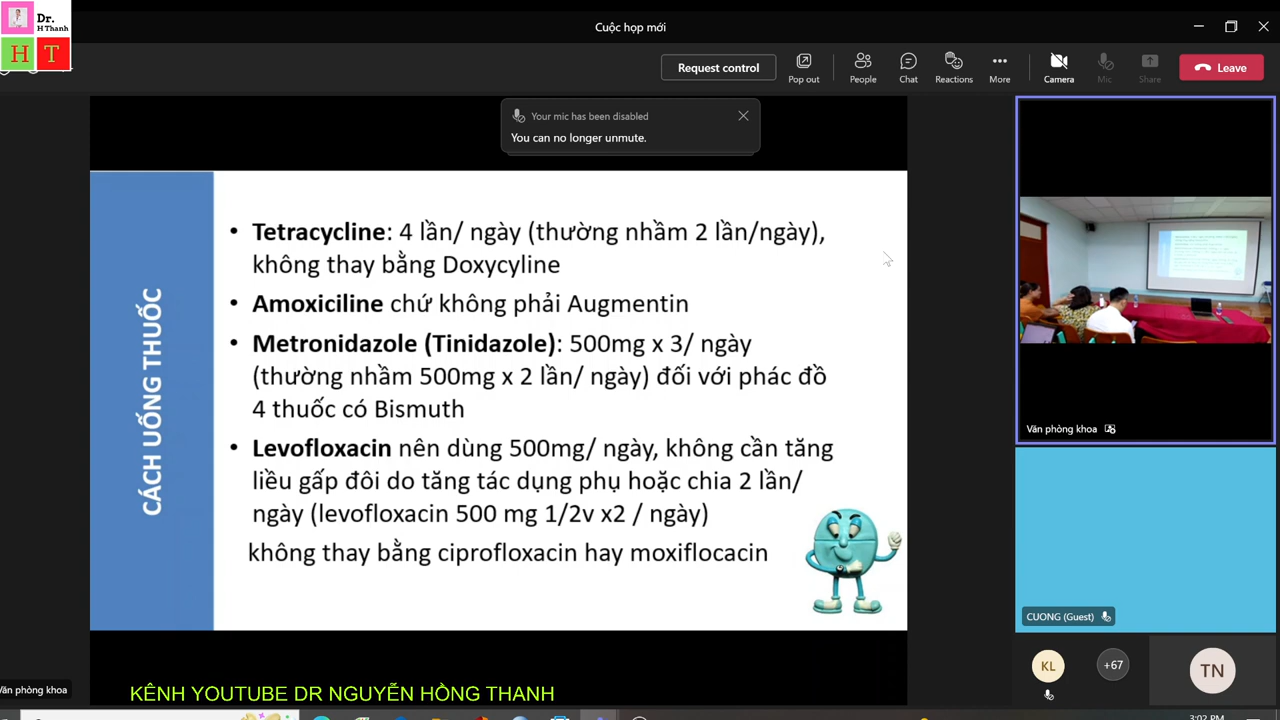 Dr.
H Thanh
H T
Cuộc họp mới
Request control
Pop out
People
Chat
Reactions
More
Camera
Mic
Share
Leave
Your mic has been disabled
You can no longer unmute.
CÁCH UỐNG THUỐC
• Tetracycline: 4 lần/ ngày (thường nhầm 2 lần/ngày),
không thay bằng Doxycyline
• Amoxiciline chứ không phải Augmentin
• Metronidazole (Tinidazole): 500mg x 3/ ngày
(thường nhầm 500mg x 2 lần/ ngày) đối với phác đồ
4 thuốc có Bismuth
• Levofloxacin nên dùng 500mg/ ngày, không cần tăng
liều gấp đôi do tăng tác dụng phụ hoặc chia 2 lần/
ngày (levofloxacin 500 mg 1/2v x2 / ngày)
không thay bằng ciprofloxacin hay moxiflocacin
Văn phòng khoa
CUONG (Guest)
KL
+67
TN
Văn phòng khoa
KÊNH YOUTUBE DR NGUYỄN HỒNG THANH
3:02 PM